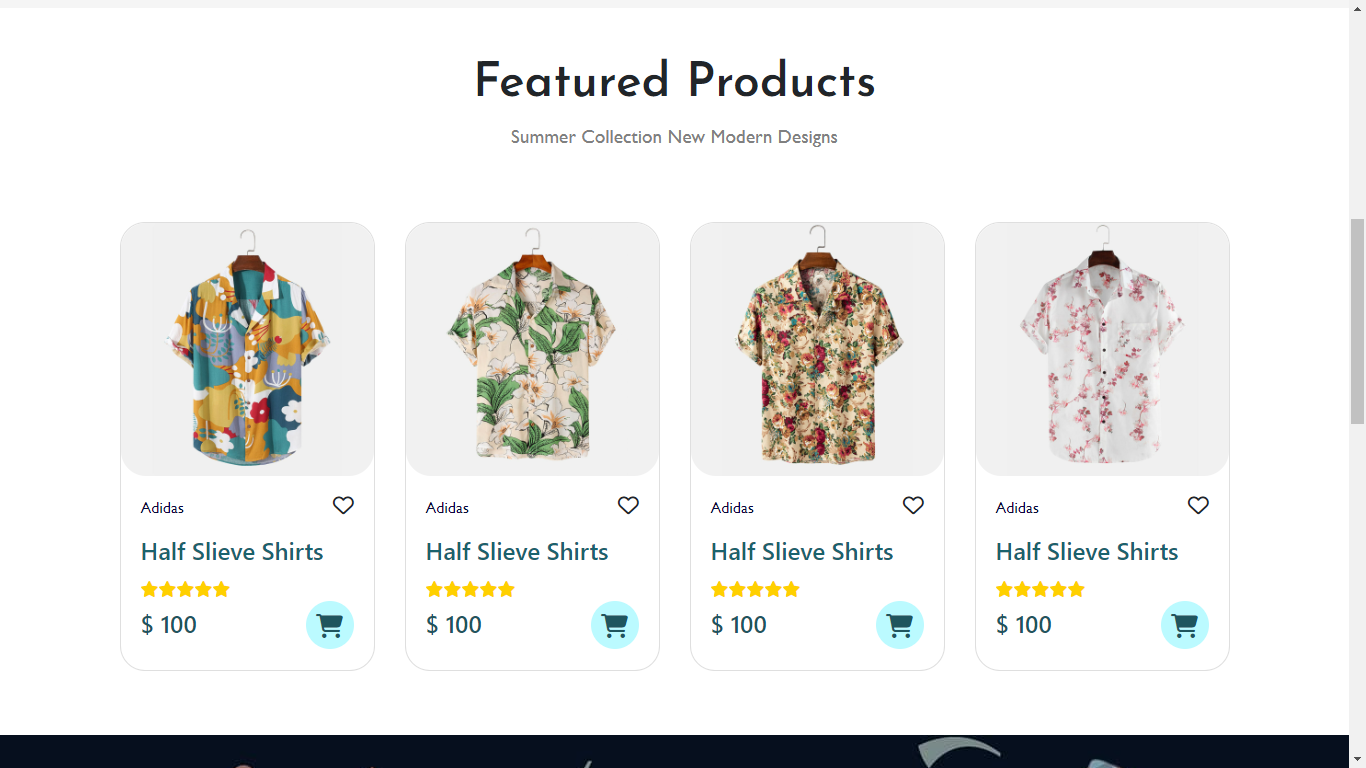 Featured Products
Summer Collection New Modern Designs
Adidas
Half Slieve Shirts
$ 100
Adidas
Half Slieve Shirts
$ 100
Adidas
Half Slieve Shirts
$ 100
Adidas
Half Slieve Shirts
$ 100